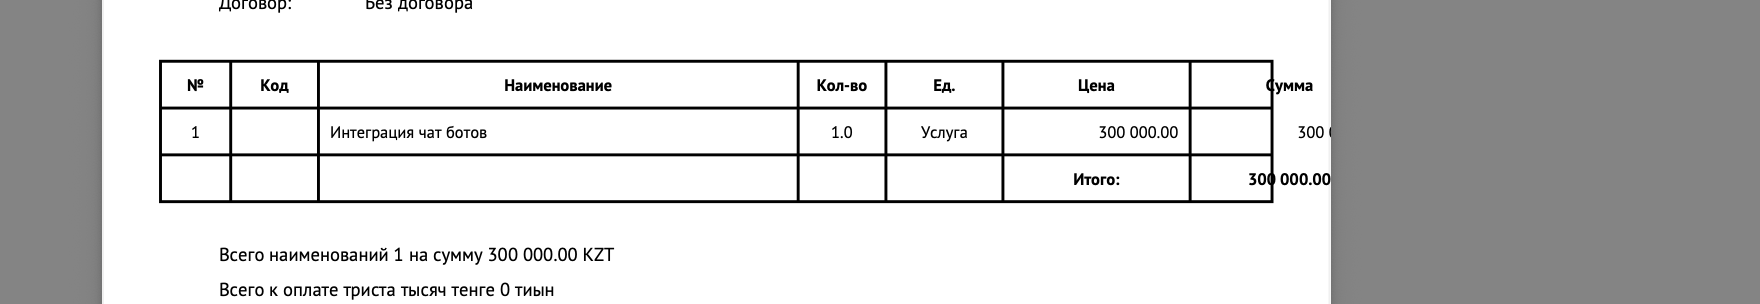 Договор: Без договора
№ Код Наименование Кол-во Ед. Цена Сумма
1 Интеграция чат ботов 1.0 Услуга 300 000.00 300
Итого: 300 000.00
Всего наименований 1 на сумму 300 000.00 KZT
Всего к оплате триста тысяч тенге 0 тиын